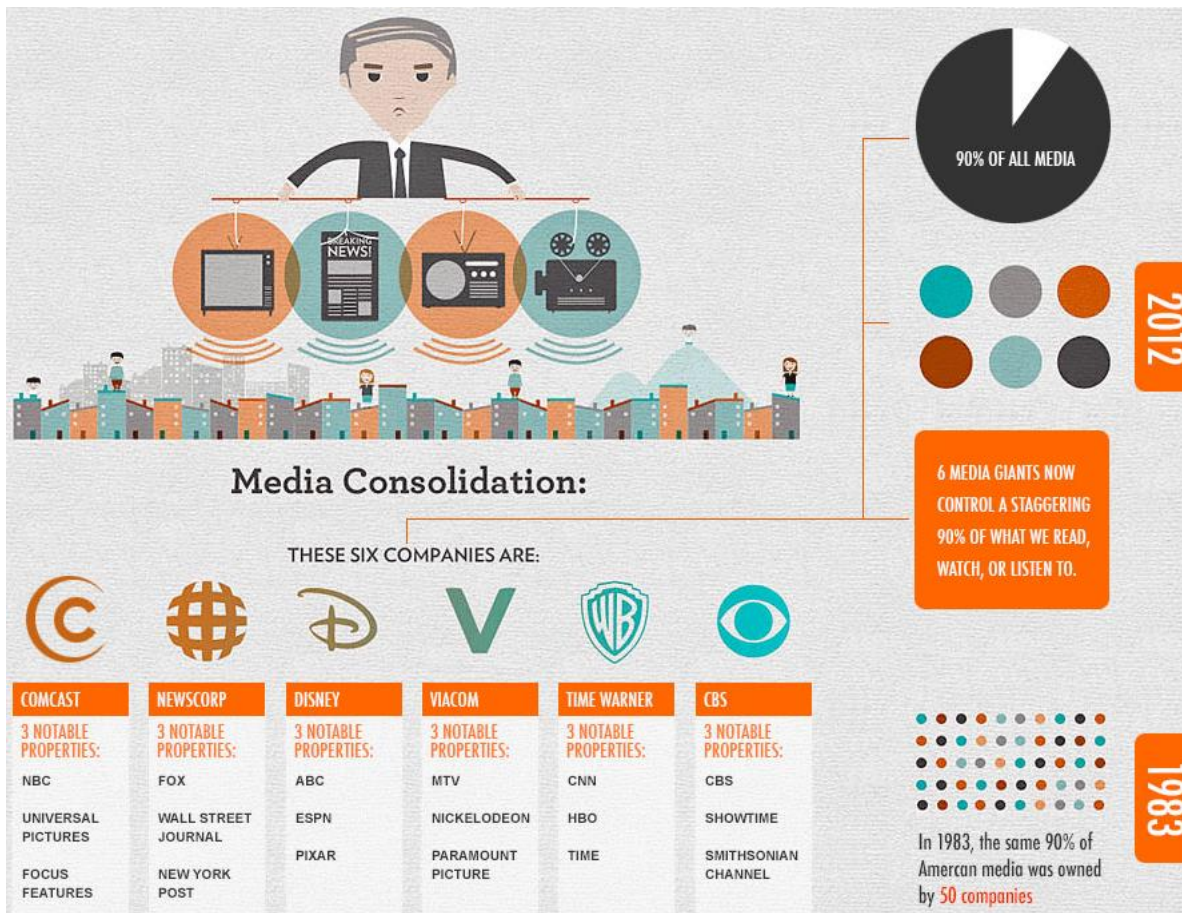 BREAKING
NEWS!
90% OF ALL MEDIA
2012
Media Consolidation:
6 MEDIA GIANTS NOW
CONTROL A STAGGERING
90% OF WHAT WE READ,
WATCH, OR LISTEN TO.
THESE SIX COMPANIES ARE:
C
D
V
WB
COMCAST
3 NOTABLE
PROPERTIES:
NBC
UNIVERSAL
PICTURES
FOCUS
FEATURES
NEWSCORP
3 NOTABLE
PROPERTIES:
FOX
WALL STREET
JOURNAL
NEW YORK
POST
DISNEY
3 NOTABLE
PROPERTIES:
ABC
ESPN
PIXAR
VIACOM
3 NOTABLE
PROPERTIES:
MTV
NICKELODEON
PARAMOUNT
PICTURE
TIME WARNER
3 NOTABLE
PROPERTIES:
CNN
HBO
TIME
CBS
3 NOTABLE
PROPERTIES:
CBS
SHOWTIME
SMITHSONIAN
CHANNEL
1983
In 1983, the same 90% of
Amercan media was owned
by 50 companies